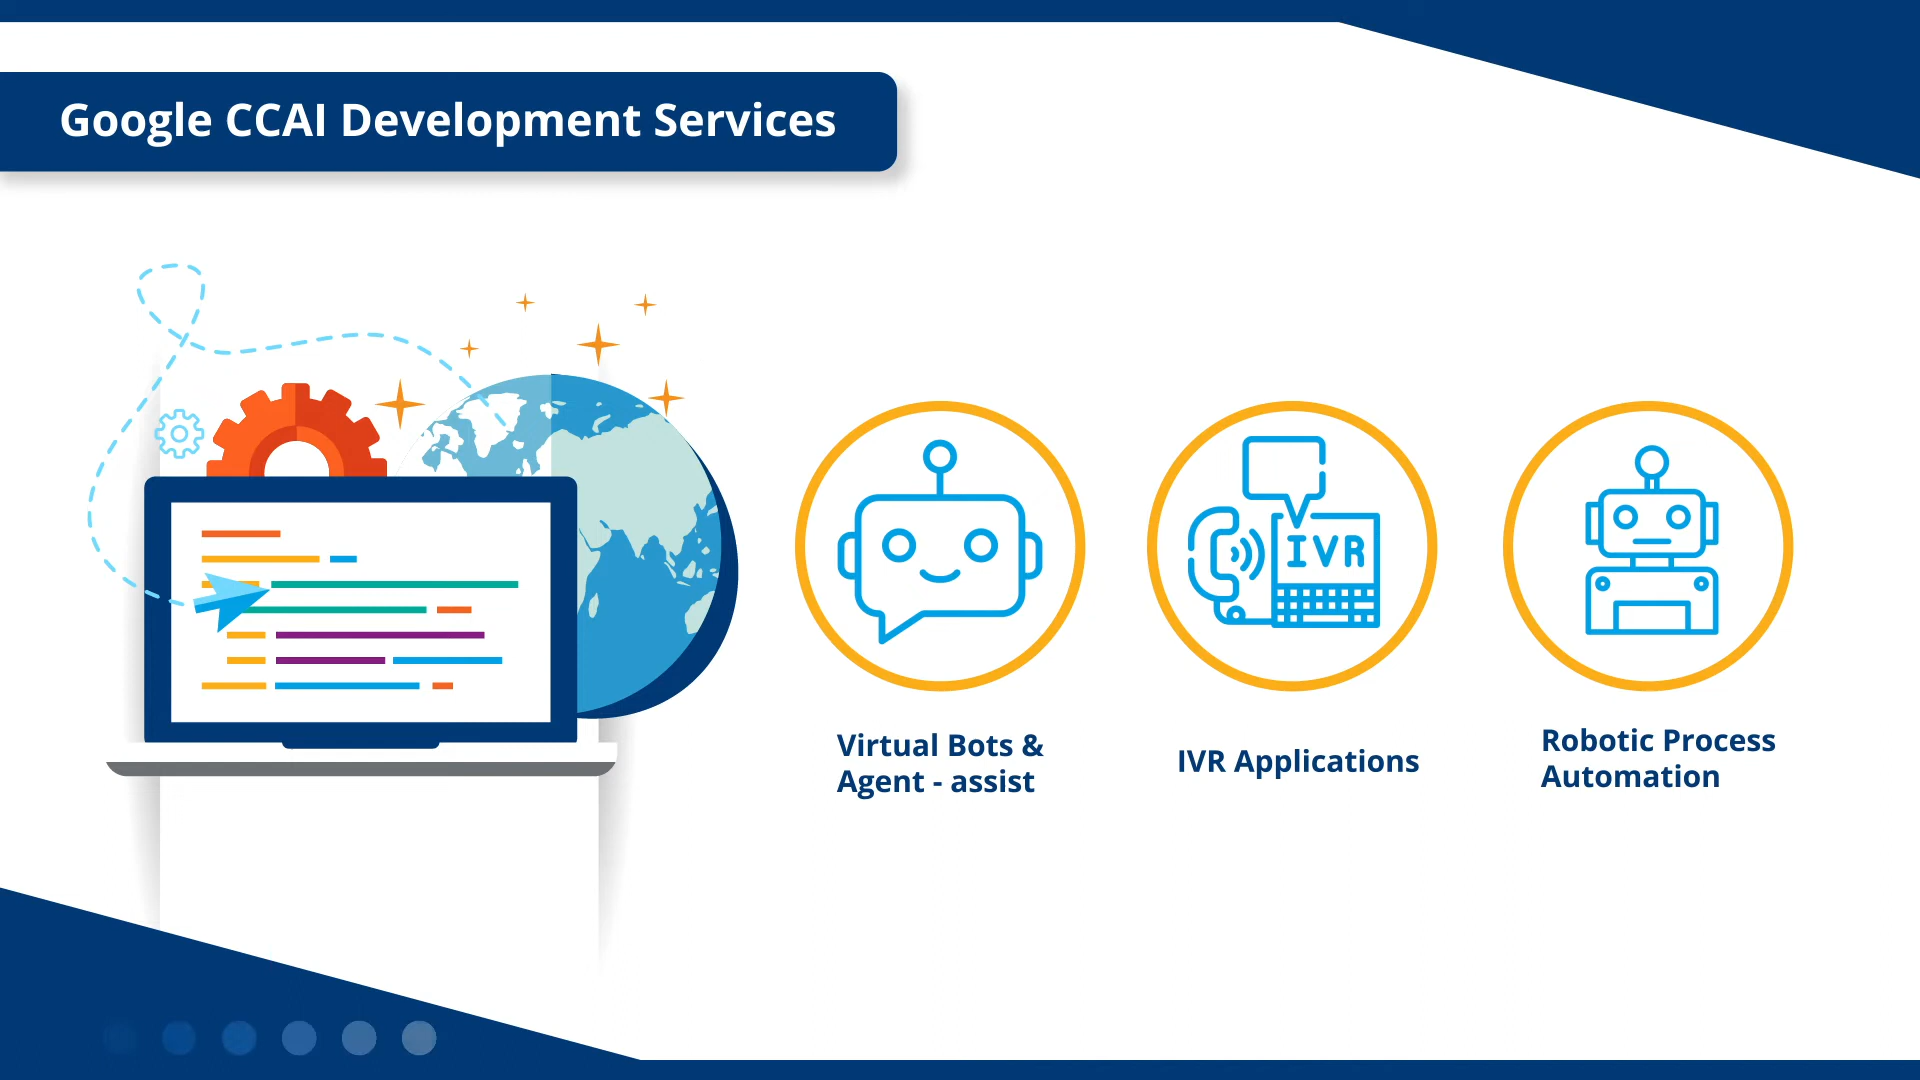 Google CCAI Development Services
IVR
Virtual Bots &
Agent - assist
IVR Applications
Robotic Process
Automation